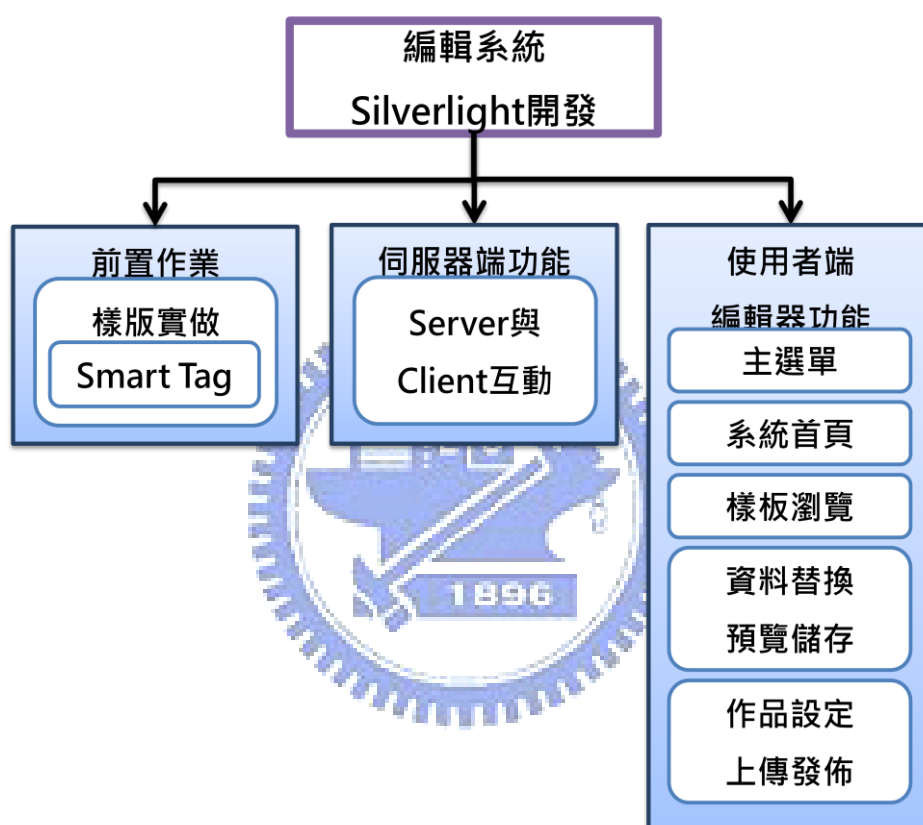 編輯系統
Silverlight開發
前置作業
樣版實做
Smart Tag
伺服器端功能
Server與
Client互動
使用者端
編輯器功能
主選單
系統首頁
樣板瀏覽
資料替換
預覽儲存
作品設定
上傳發佈
1896